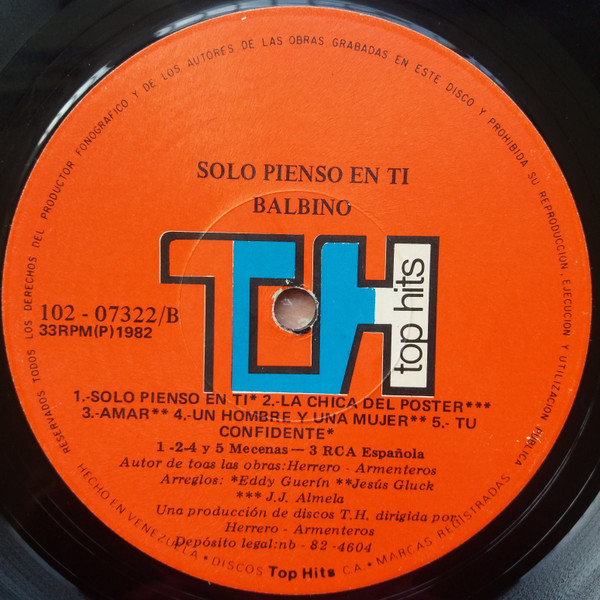 RESERVADOS TODOS LOS DERECHOS DEL PRODUCTOR FONOGRAFICO Y DE LOS AUTORES DE LAS OBRAS GRABADAS EN ESTE DISCO Y PROHIBIDA SU REPRODUCCION, EJECUCION Y UTILIZACION PUBLICA
SOLO PIENSO EN TI
BALBINO
TH
top hits
102 - 07322/B
33RPM(P)1982
1.-SOLO PIENSO EN TI* 2.-LA CHICA DEL POSTER***
3.-AMAR** 4.-UN HOMBRE Y UNA MUJER** 5.- TU
CONFIDENTE*
1 -2-4 y 5 Mecenas — 3 RCA Española
Autor de toas las obras:Herrero - Armenteros
Arreglos: *Eddy Guerín **Jesús Gluck
*** J.J. Almela
Una producción de discos T.H. dirigida por
Herrero - Armenteros
Depósito legal:nb - 82 -4604
HECHO EN VENEZUELA • DISCOS Top Hits C.A. • MARCAS REGISTRADAS